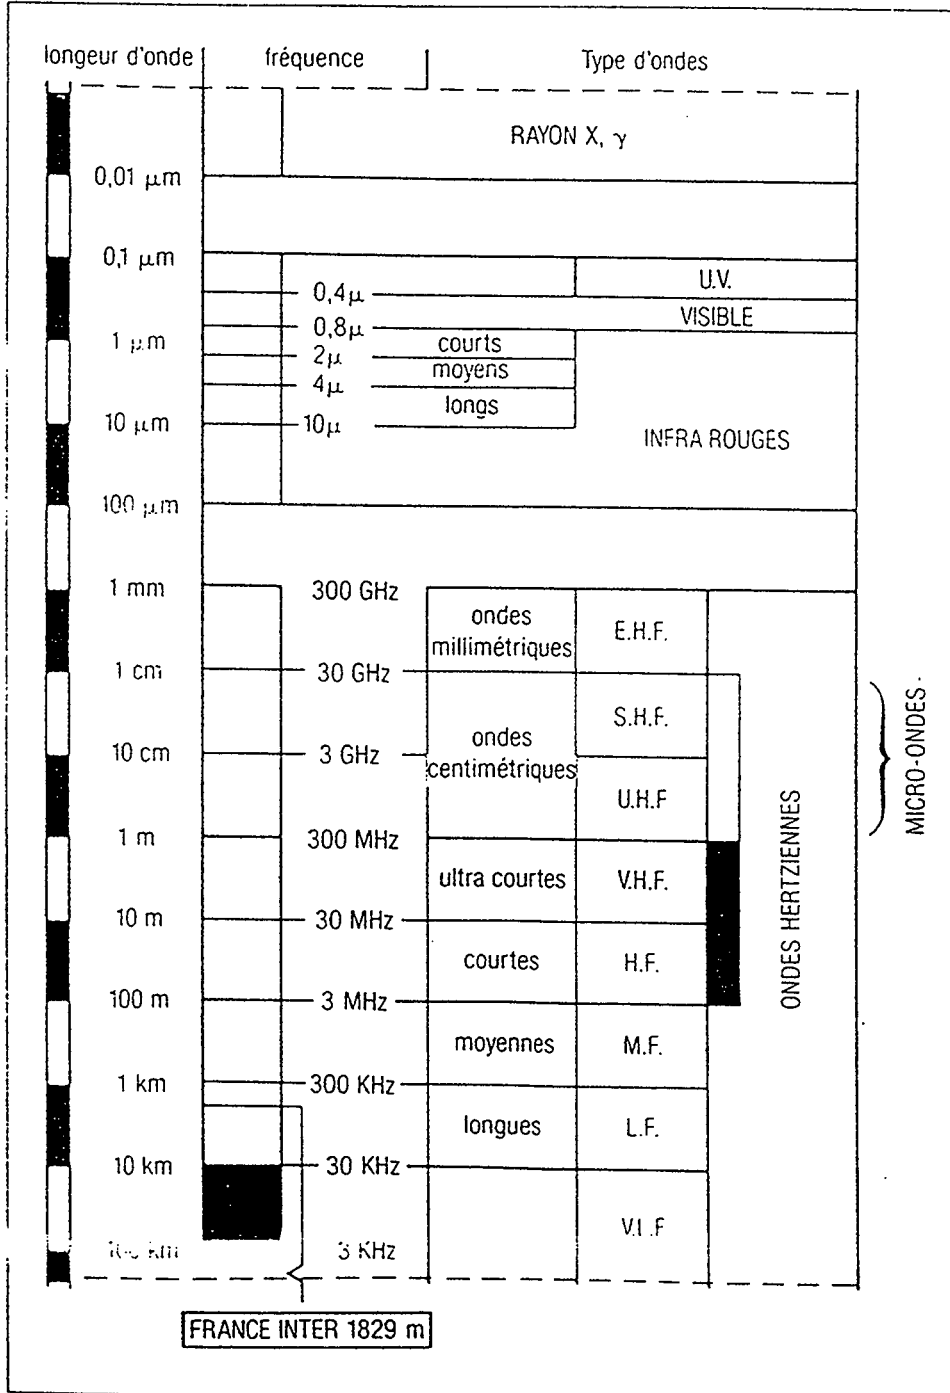 longeur d'onde fréquence Type d'ondes
RAYON X, γ
0,01 μm
0,1 μm
U.V.
0,4μ
VISIBLE
0,8μ
1 μm
courts
2μ
moyens
4μ
longs
10 μm 10μ
INFRA ROUGES
100 μm
1 mm 300 GHz
ondes
millimétriques
E.H.F.
1 cm 30 GHz
S.H.F.
10 cm 3 GHz
ondes
centimétriques
U.H.F
MICRO-ONDES
1 m 300 MHz
ultra courtes V.H.F.
ONDES HERTZIENNES
10 m 30 MHz
courtes H.F.
100 m 3 MHz
moyennes M.F.
1 km 300 KHz
longues L.F.
10 km 30 KHz
V.L.F
km 3 KHz
FRANCE INTER 1829 m